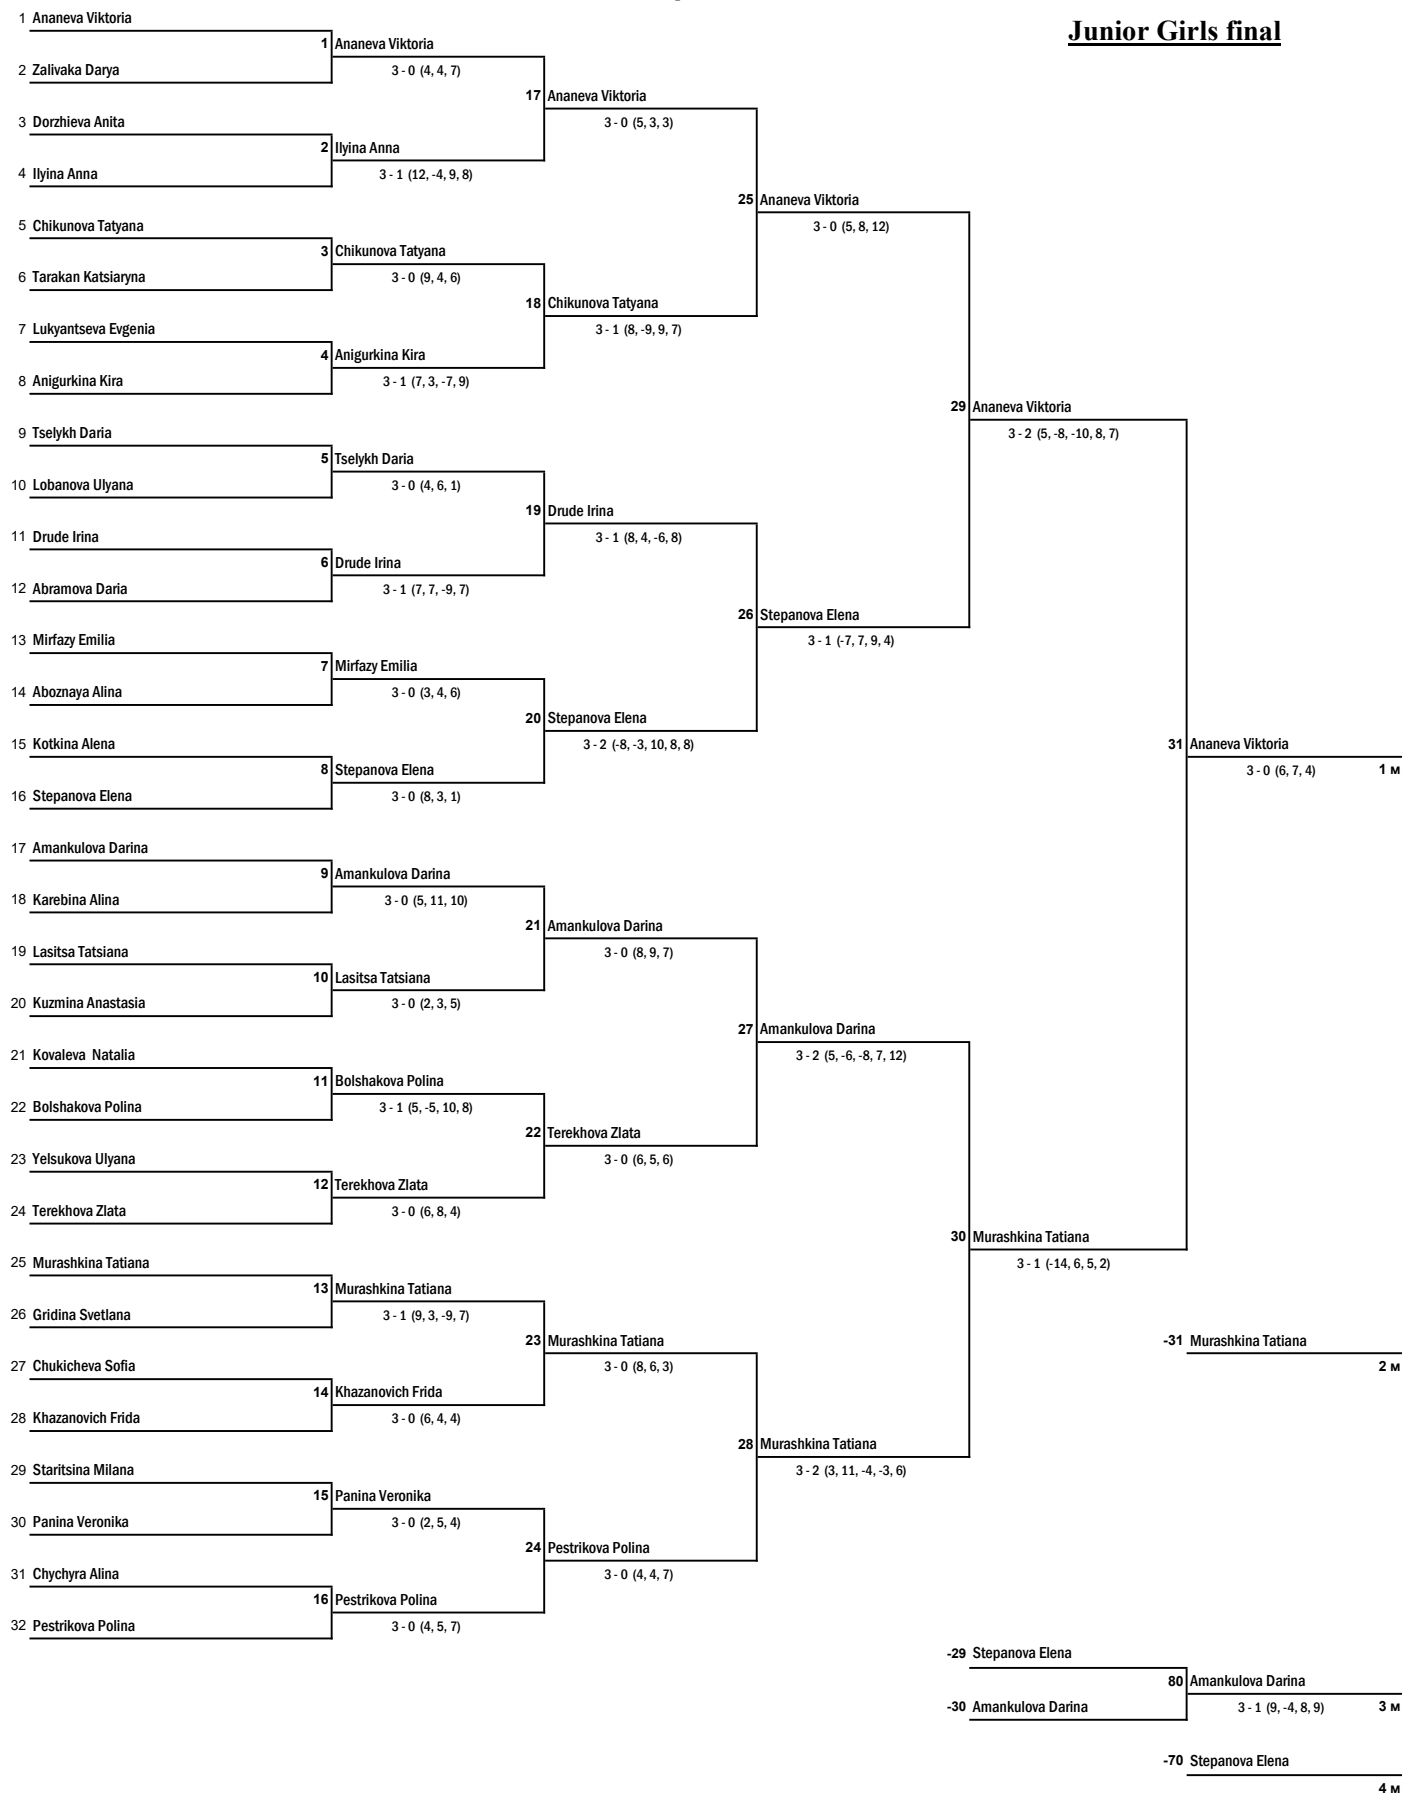 Junior Girls final
1 Ananeva Viktoria
1 Ananeva Viktoria
2 Zalivaka Darya
3 - 0 (4, 4, 7)
17 Ananeva Viktoria
3 Dorzhieva Anita
3 - 0 (5, 3, 3)
2 Ilyina Anna
4 Ilyina Anna
3 - 1 (12, -4, 9, 8)
25 Ananeva Viktoria
5 Chikunova Tatyana
3 - 0 (5, 8, 12)
3 Chikunova Tatyana
6 Tarakan Katsiaryna
3 - 0 (9, 4, 6)
18 Chikunova Tatyana
7 Lukyantseva Evgenia
3 - 1 (8, -9, 9, 7)
4 Anigurkina Kira
8 Anigurkina Kira
3 - 1 (7, 3, -7, 9)
29 Ananeva Viktoria
9 Tselykh Daria
3 - 2 (5, -8, -10, 8, 7)
5 Tselykh Daria
10 Lobanova Ulyana
3 - 0 (4, 6, 1)
19 Drude Irina
11 Drude Irina
3 - 1 (8, 4, -6, 8)
6 Drude Irina
12 Abramova Daria
3 - 1 (7, 7, -9, 7)
26 Stepanova Elena
13 Mirfazy Emilia
3 - 1 (-7, 7, 9, 4)
7 Mirfazy Emilia
14 Aboznaya Alina
3 - 0 (3, 4, 6)
20 Stepanova Elena
15 Kotkina Alena
3 - 2 (-8, -3, 10, 8, 8)
31 Ananeva Viktoria
8 Stepanova Elena
3 - 0 (6, 7, 4) 1 м
16 Stepanova Elena
3 - 0 (8, 3, 1)
17 Amankulova Darina
9 Amankulova Darina
18 Karebina Alina
3 - 0 (5, 11, 10)
21 Amankulova Darina
19 Lasitsa Tatsiana
3 - 0 (8, 9, 7)
10 Lasitsa Tatsiana
20 Kuzmina Anastasia
3 - 0 (2, 3, 5)
27 Amankulova Darina
21 Kovaleva Natalia
3 - 2 (5, -6, -8, 7, 12)
11 Bolshakova Polina
22 Bolshakova Polina
3 - 1 (5, -5, 10, 8)
22 Terekhova Zlata
23 Yelsukova Ulyana
3 - 0 (6, 5, 6)
12 Terekhova Zlata
24 Terekhova Zlata
3 - 0 (6, 8, 4)
30 Murashkina Tatiana
25 Murashkina Tatiana
3 - 1 (-14, 6, 5, 2)
13 Murashkina Tatiana
26 Gridina Svetlana
3 - 1 (9, 3, -9, 7)
23 Murashkina Tatiana
-31 Murashkina Tatiana
27 Chukicheva Sofia
3 - 0 (8, 6, 3)
2 м
14 Khazanovich Frida
28 Khazanovich Frida
3 - 0 (6, 4, 4)
28 Murashkina Tatiana
29 Staritsina Milana
3 - 2 (3, 11, -4, -3, 6)
15 Panina Veronika
30 Panina Veronika
3 - 0 (2, 5, 4)
24 Pestrikova Polina
31 Chychyra Alina
3 - 0 (4, 4, 7)
16 Pestrikova Polina
32 Pestrikova Polina
3 - 0 (4, 5, 7)
-29 Stepanova Elena
80 Amankulova Darina
-30 Amankulova Darina
3 - 1 (9, -4, 8, 9) 3 м
-70 Stepanova Elena
4 м